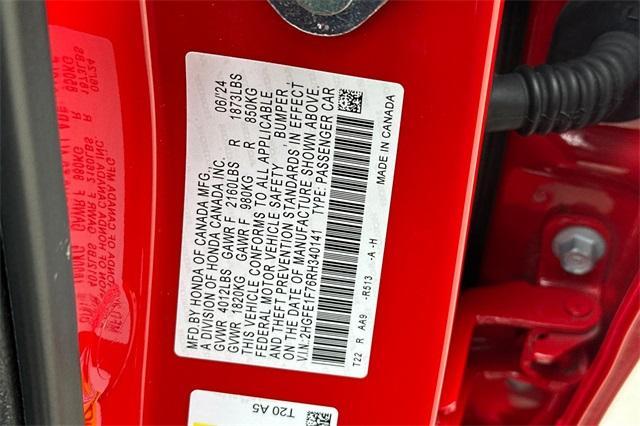 MFD.BY HONDA OF CANADA MFG. 06/24
A DIVISION OF HONDA CANADA INC.
GVWR 4012LBS GAWR F 2160LBS R 1873LBS
GVWR 1820KG GAWR F 980KG R 850KG
THIS VEHICLE CONFORMS TO ALL APPLICABLE
FEDERAL MOTOR VEHICLE SAFETY, BUMPER,
AND THEFT PREVENTION STANDARDS IN EFFECT
ON THE DATE OF MANUFACTURE SHOWN ABOVE.
V.I.N.:2HGFE1F76RH340141 TYPE: PASSENGER CAR
MADE IN CANADA
T22 R AA9 -R513 -A -H
T20 A5